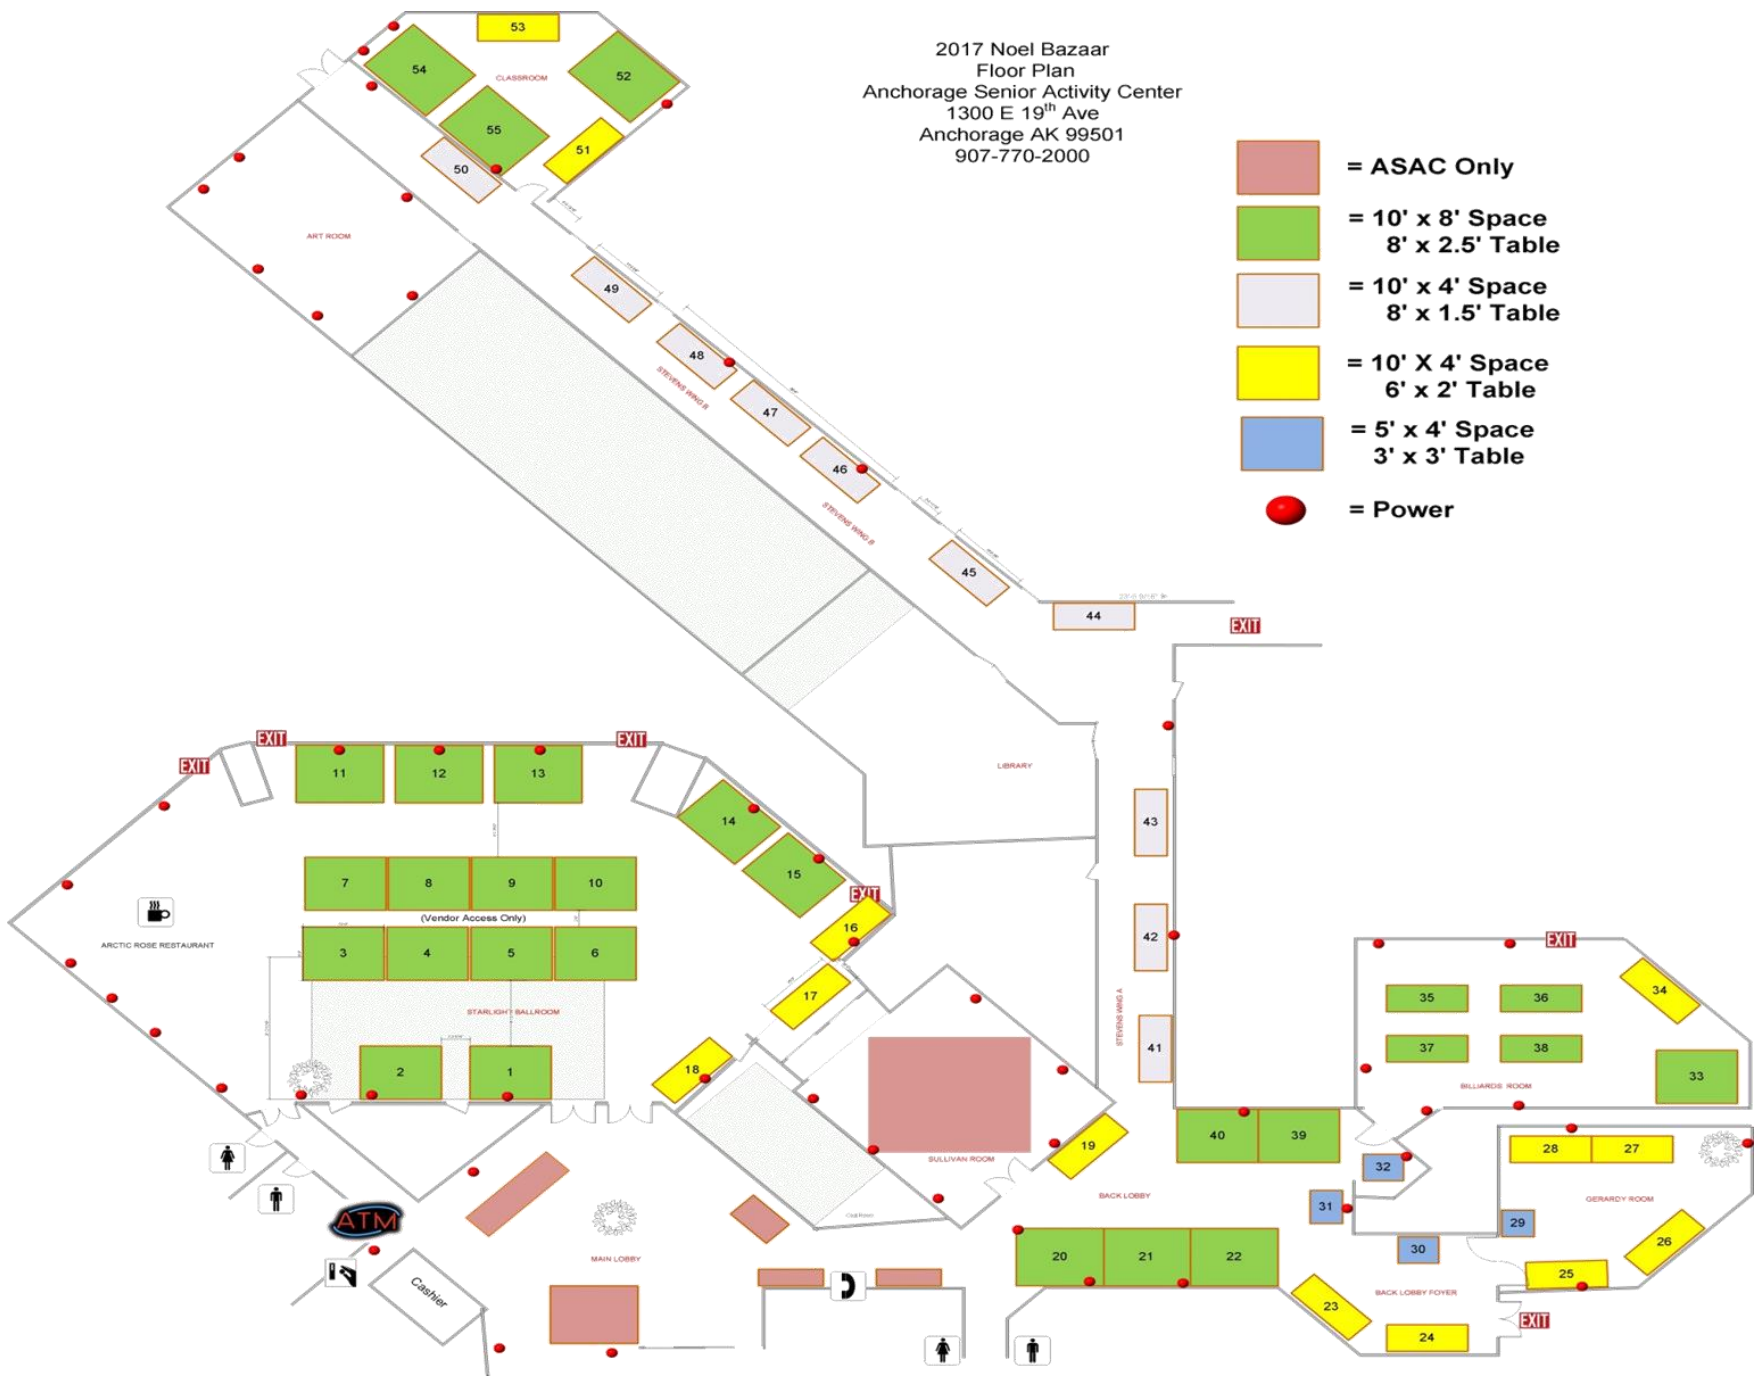 2017 Noel Bazaar
Floor Plan
Anchorage Senior Activity Center
1300 E 19th Ave
Anchorage AK 99501
907-770-2000
= ASAC Only
= 10' x 8' Space
8' x 2.5' Table
= 10' x 4' Space
8' x 1.5' Table
= 10' X 4' Space
6' x 2' Table
= 5' x 4' Space
3' x 3' Table
= Power
53
54
CLASSROOM
52
55
51
50
ART ROOM
49
48
STEVENS WING B
47
46
STEVENS WING B
45
44
EXIT
LIBRARY
EXIT
EXIT
EXIT
11
12
13
14
15
EXIT
7
8
9
10
(Vendor Access Only)
16
3
4
5
6
ARCTIC ROSE RESTAURANT
17
STARLIGHT BALLROOM
2
1
18
43
42
STEVENS WING A
41
EXIT
35
36
34
37
38
33
BILLIARDS ROOM
40
39
19
SULLIVAN ROOM
BACK LOBBY
32
31
28
27
GERARDY ROOM
29
30
26
25
20
21
22
23
BACK LOBBY FOYER
24
EXIT
ATM
MAIN LOBBY
Cashier